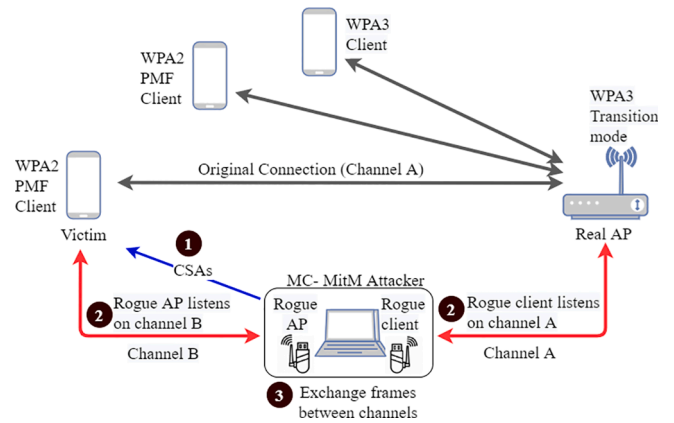 WPA3
Client
WPA2
PMF
Client
WPA3
Transition
mode
WPA2
PMF
Client
Original Connection (Channel A)
Victim
Real AP
1
CSAs
MC- MitM Attacker
2 Rogue AP listens
on channel B
Rogue
AP
Rogue
client
2 Rogue client listens
on channel A
Channel B
Channel A
3 Exchange frames
between channels